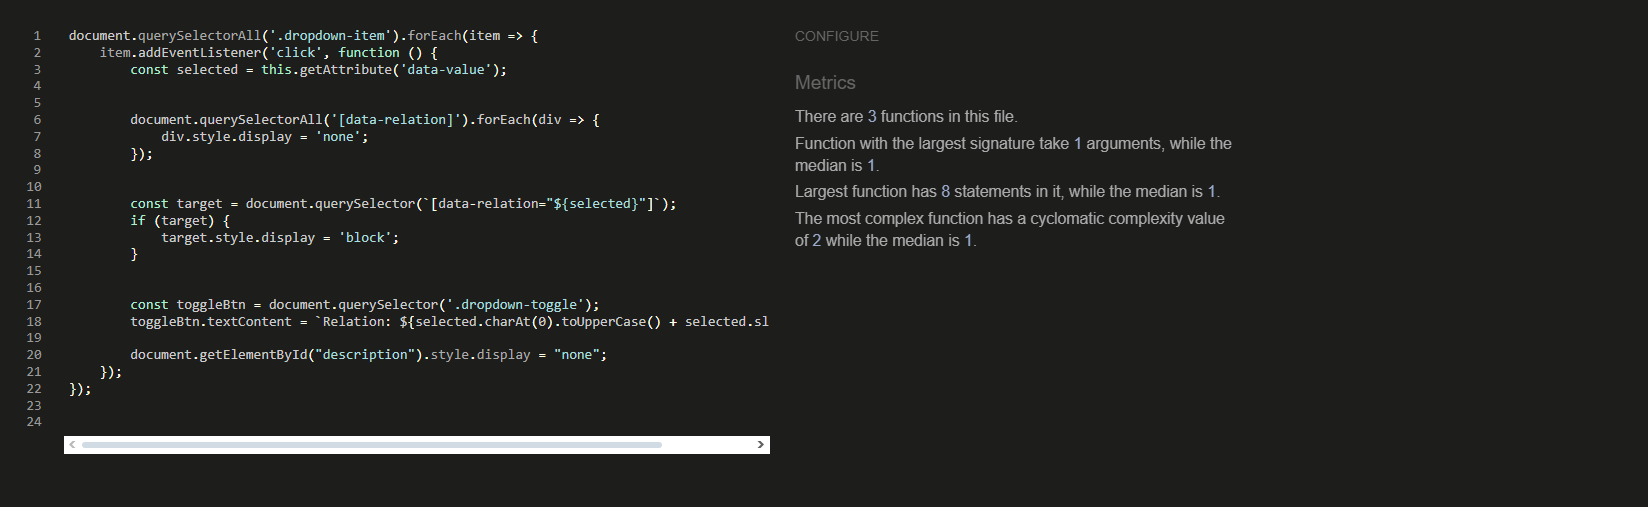 1 document.querySelectorAll('.dropdown-item').forEach(item => {
2 item.addEventListener('click', function () {
3 const selected = this.getAttribute('data-value');
4
5
6 document.querySelectorAll('[data-relation]').forEach(div => {
7 div.style.display = 'none';
8 });
9
10
11 const target = document.querySelector(`[data-relation="${selected}"]`);
12 if (target) {
13 target.style.display = 'block';
14 }
15
16
17 const toggleBtn = document.querySelector('.dropdown-toggle');
18 toggleBtn.textContent = `Relation: ${selected.charAt(0).toUpperCase() + selected.sl
19
20 document.getElementById("description").style.display = "none";
21 });
22 });
23
24
CONFIGURE
Metrics
There are 3 functions in this file.
Function with the largest signature take 1 arguments, while the
median is 1.
Largest function has 8 statements in it, while the median is 1.
The most complex function has a cyclomatic complexity value
of 2 while the median is 1.